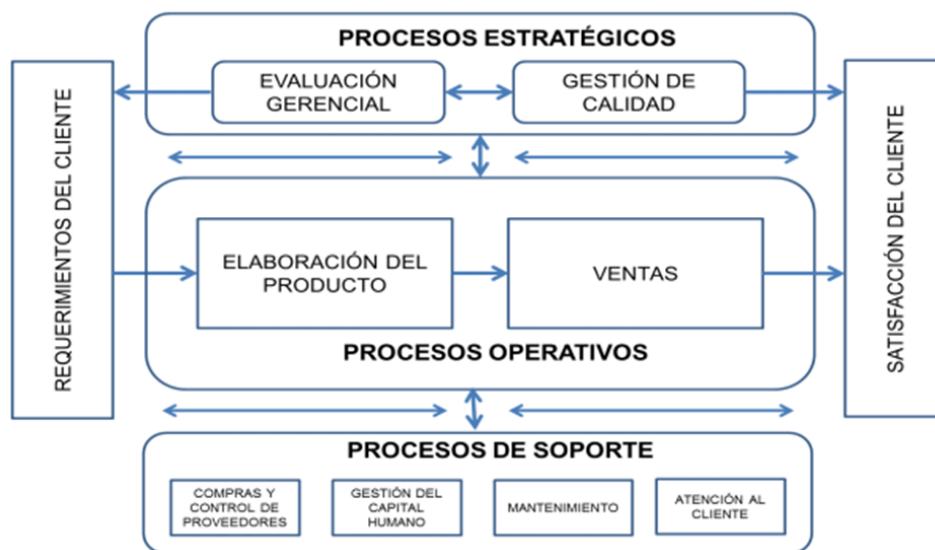 PROCESOS ESTRATÉGICOS
EVALUACIÓN
GERENCIAL
GESTIÓN DE
CALIDAD
REQUERIMIENTOS DEL CLIENTE
ELABORACIÓN DEL
PRODUCTO
VENTAS
PROCESOS OPERATIVOS
SATISFACCIÓN DEL CLIENTE
PROCESOS DE SOPORTE
COMPRAS Y
CONTROL DE
PROVEEDORES
GESTIÓN DEL
CAPITAL
HUMANO
MANTENIMIENTO
ATENCIÓN AL
CLIENTE